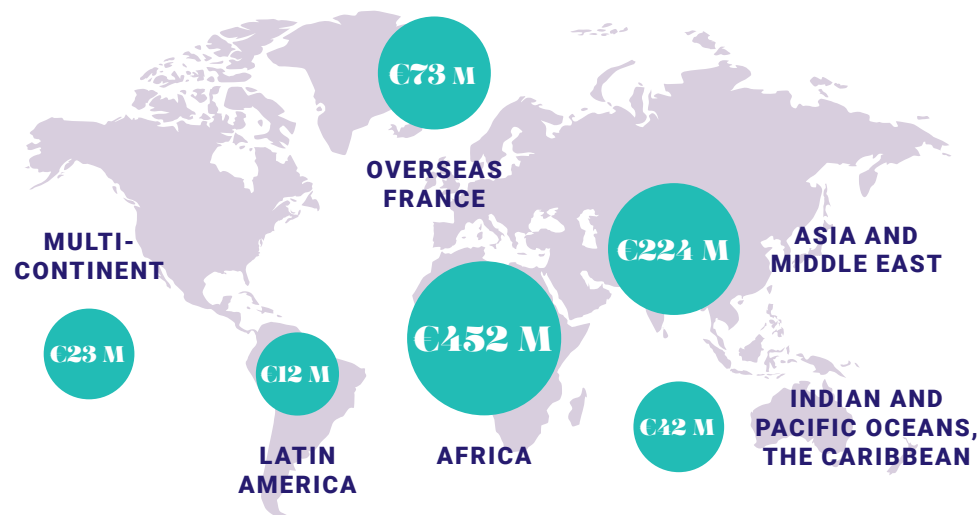 €73 M
OVERSEAS
FRANCE
MULTI-
CONTINENT
€23 M
€12 M
LATIN
AMERICA
€452 M
AFRICA
€224 M
ASIA AND
MIDDLE EAST
€42 M
INDIAN AND
PACIFIC OCEANS,
THE CARIBBEAN